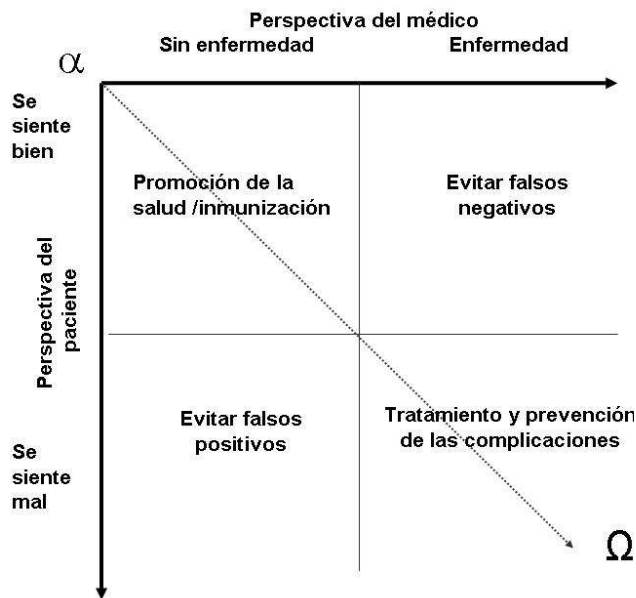 Perspectiva del médico
Sin enfermedad
Enfermedad
α
Se
siente
bien
Promoción de la
salud /inmunización
Evitar falsos
negativos
Perspectiva del
paciente
Evitar falsos
positivos
Tratamiento y prevención
de las complicaciones
Se
siente
mal
Ω